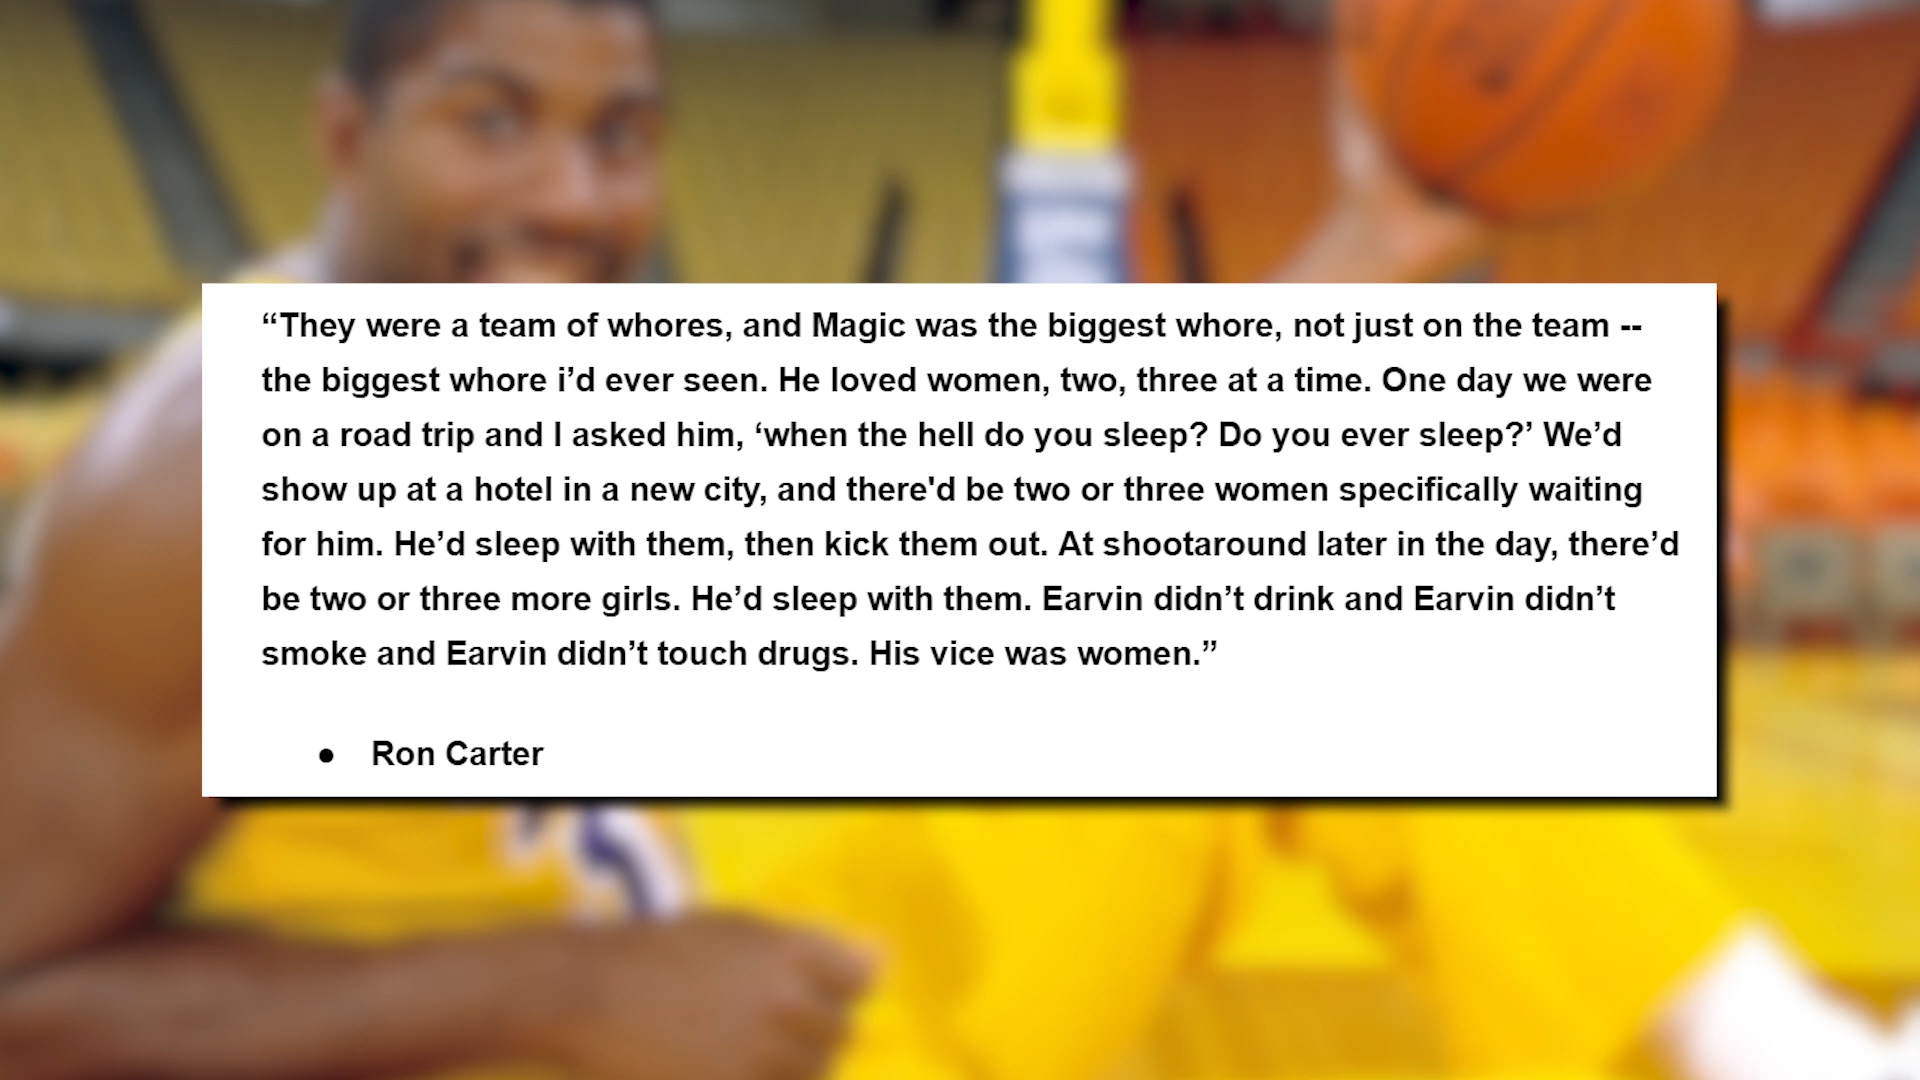 “They were a team of whores, and Magic was the biggest whore, not just on the team --
the biggest whore i’d ever seen. He loved women, two, three at a time. One day we were
on a road trip and I asked him, ‘when the hell do you sleep? Do you ever sleep?’ We’d
show up at a hotel in a new city, and there'd be two or three women specifically waiting
for him. He’d sleep with them, then kick them out. At shootaround later in the day, there’d
be two or three more girls. He’d sleep with them. Earvin didn’t drink and Earvin didn’t
smoke and Earvin didn’t touch drugs. His vice was women.”
● Ron Carter